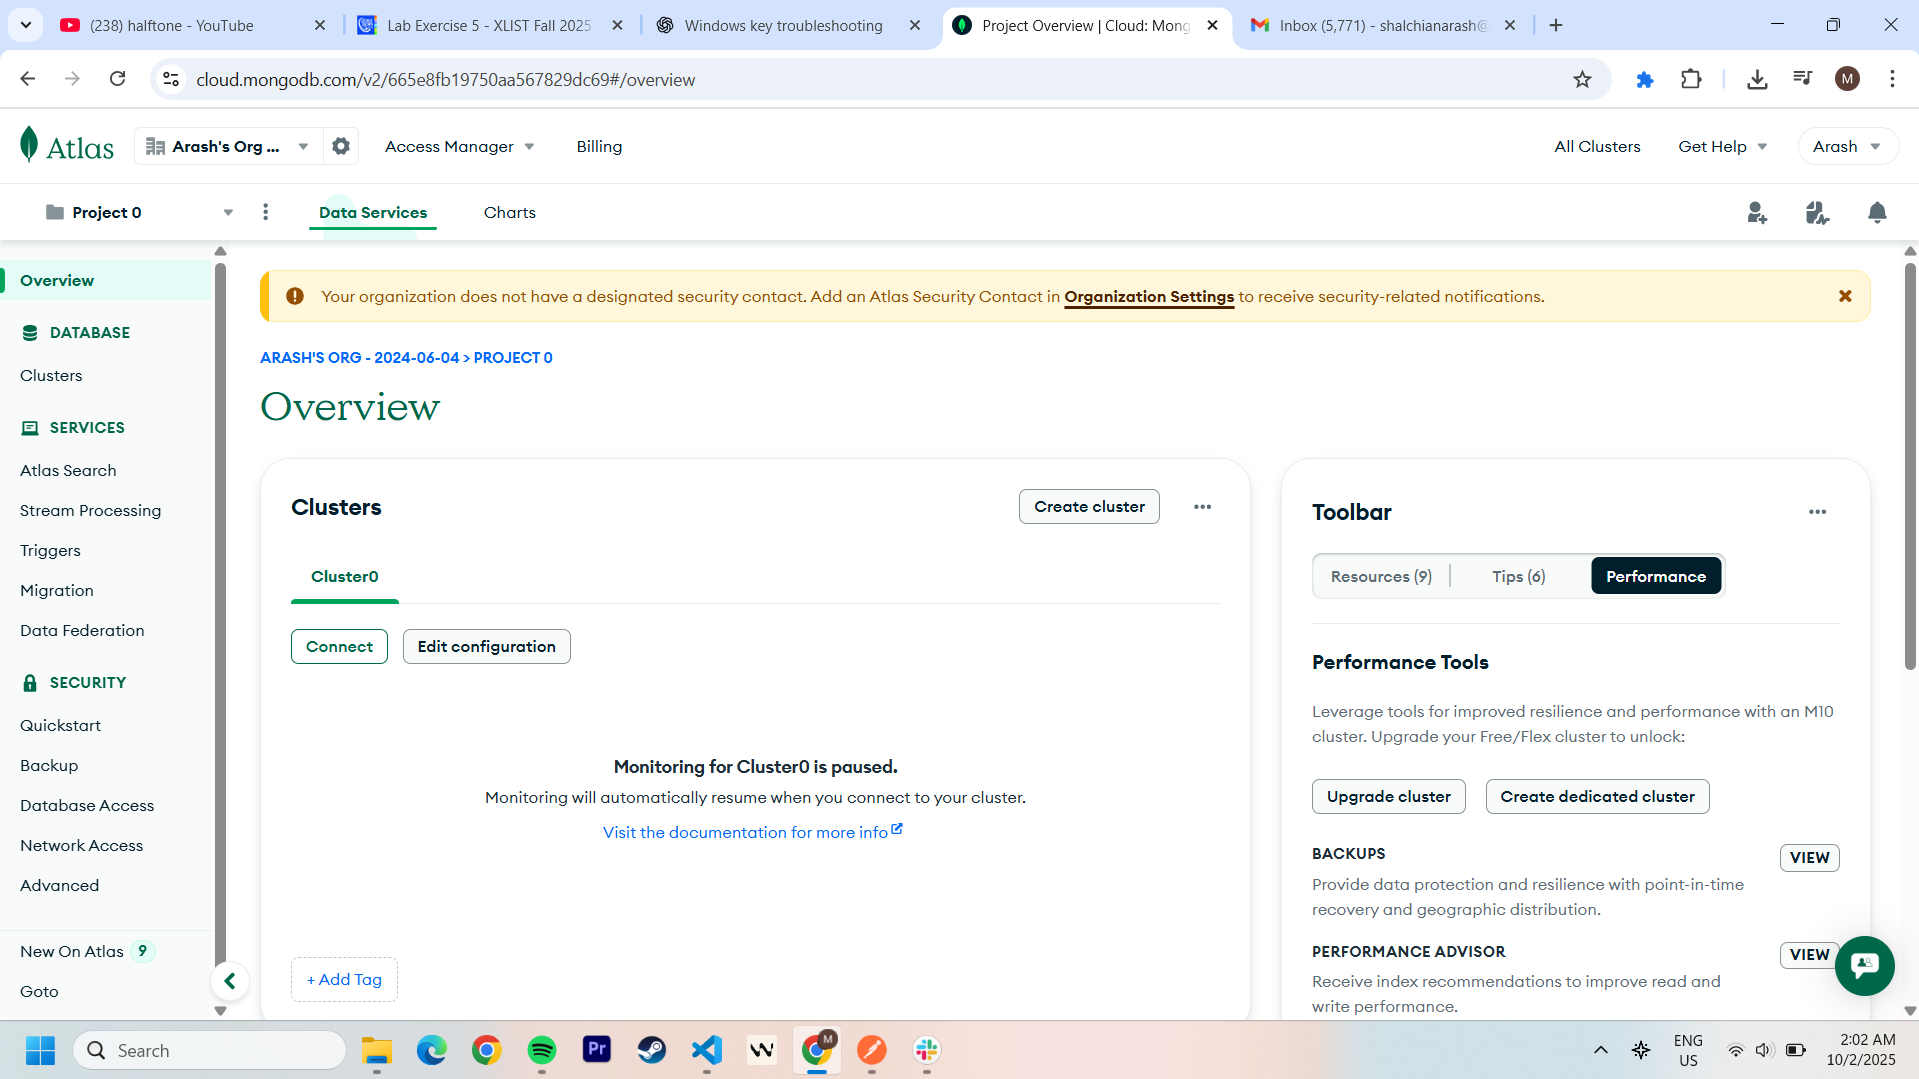 (238) halftone - YouTube
Lab Exercise 5 - XLIST Fall 2025
Windows key troubleshooting
Project Overview | Cloud: Mong
Inbox (5,771) - shalchianarash@
cloud.mongodb.com/v2/665e8fb19750aa567829dc69#/overview
M
Atlas
Arash's Org ...
Access Manager
Billing
All Clusters
Get Help
Arash
Project 0
Data Services
Charts
Overview
DATABASE
Clusters
SERVICES
Atlas Search
Stream Processing
Triggers
Migration
Data Federation
SECURITY
Quickstart
Backup
Database Access
Network Access
Advanced
New On Atlas 9
Goto
Your organization does not have a designated security contact. Add an Atlas Security Contact in Organization Settings to receive security-related notifications.
ARASH'S ORG - 2024-06-04 > PROJECT 0
Overview
Clusters
Create cluster
Cluster0
Connect
Edit configuration
Monitoring for Cluster0 is paused.
Monitoring will automatically resume when you connect to your cluster.
Visit the documentation for more info
+ Add Tag
Toolbar
Resources (9)
Tips (6)
Performance
Performance Tools
Leverage tools for improved resilience and performance with an M10
cluster. Upgrade your Free/Flex cluster to unlock:
Upgrade cluster
Create dedicated cluster
BACKUPS
VIEW
Provide data protection and resilience with point-in-time
recovery and geographic distribution.
PERFORMANCE ADVISOR
VIEW
Receive index recommendations to improve read and
write performance.
Search
Pr
M
ENG
US
2:02 AM
10/2/2025